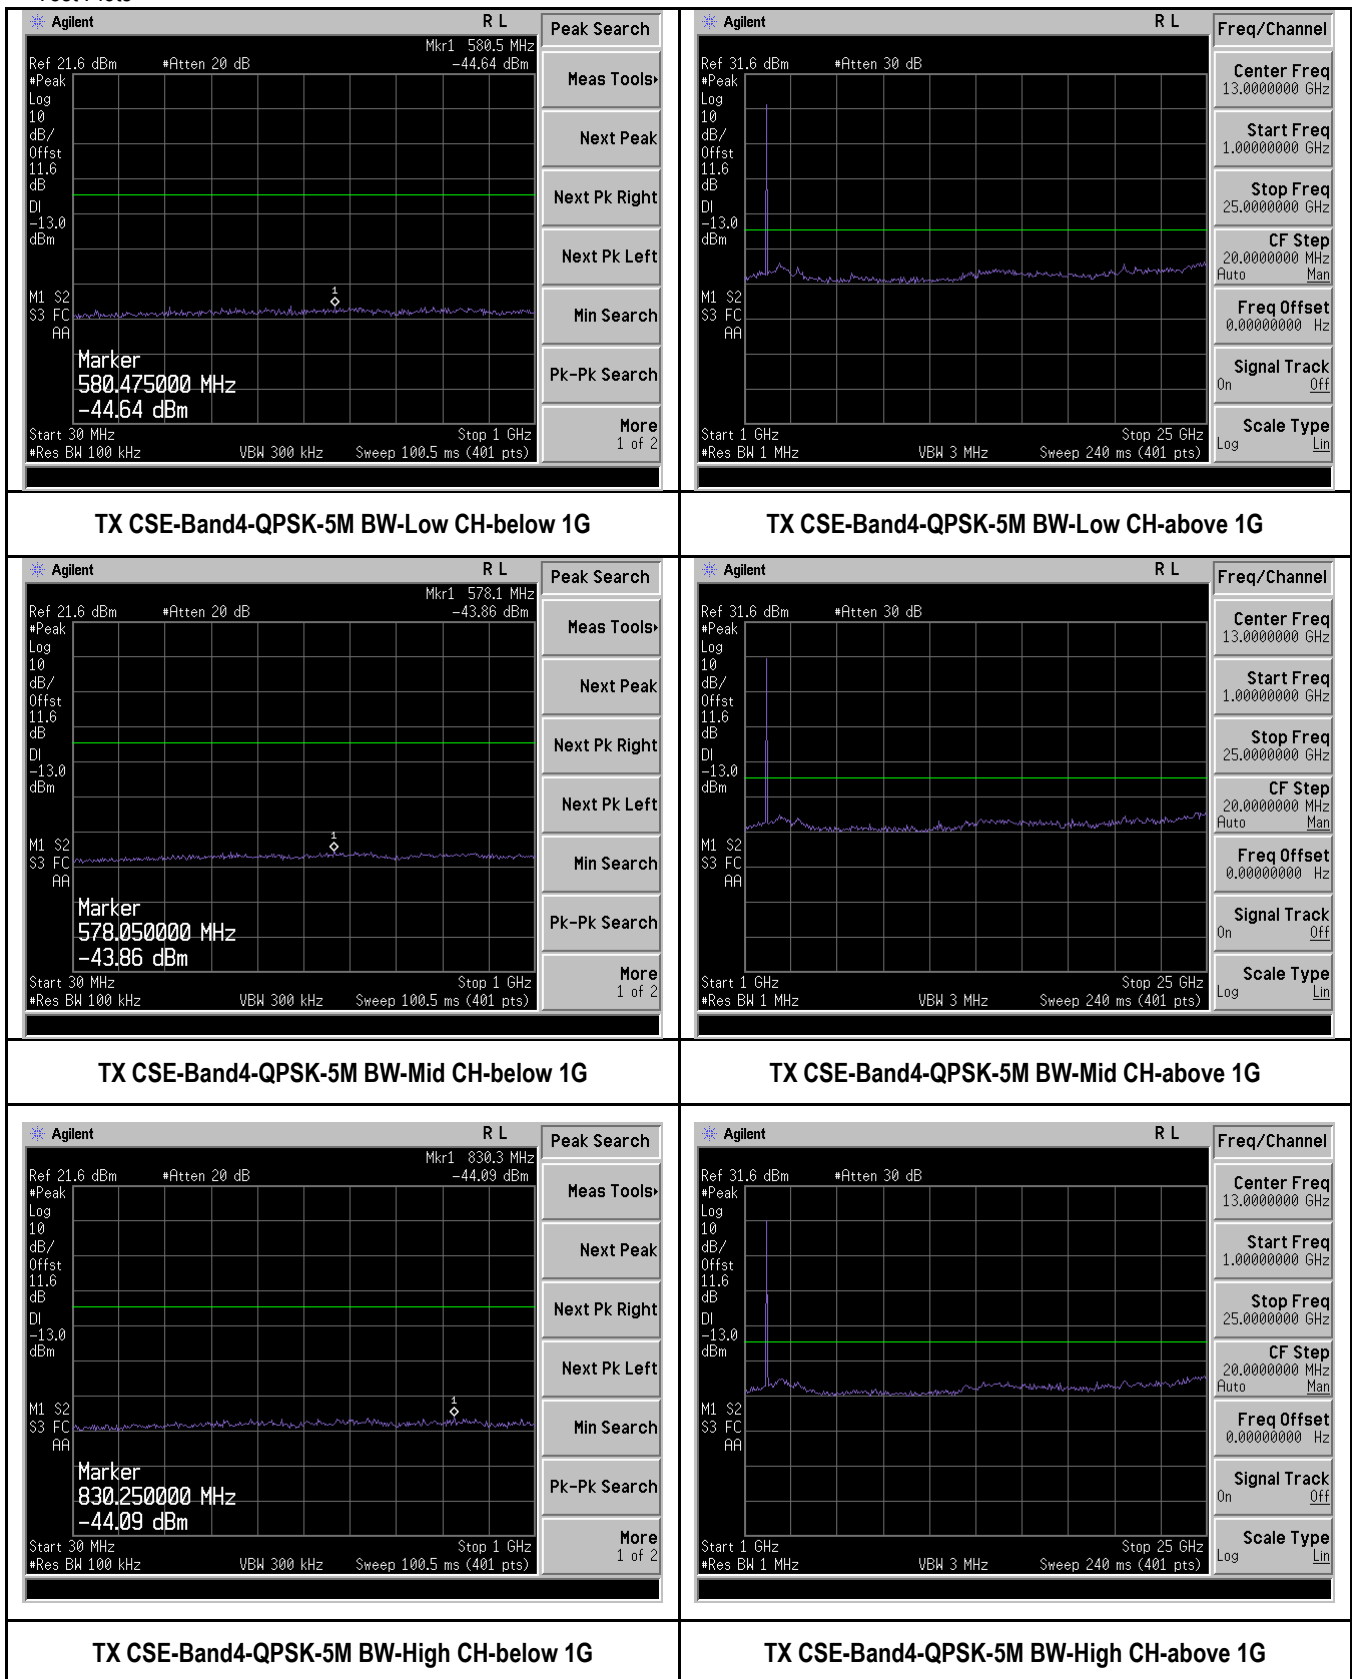 Agilent R L
Peak Search
Mkr1 580.5 MHz
Ref 21.6 dBm #Atten 20 dB -44.64 dBm
#Peak
Log
10
dB/
Offst
11.6
dB
DI
-13.0
dBm
M1 S2
S3 FC
AA
1
Marker
580.475000 MHz
-44.64 dBm
Start 30 MHz Stop 1 GHz
#Res BW 100 kHz VBW 300 kHz Sweep 100.5 ms (401 pts)
Meas Tools
Next Peak
Next Pk Right
Next Pk Left
Min Search
Pk-Pk Search
More
1 of 2
Agilent R L
Freq/Channel
Ref 31.6 dBm #Atten 30 dB
#Peak
Log
10
dB/
Offst
11.6
dB
DI
-13.0
dBm
M1 S2
S3 FC
AA
Start 1 GHz Stop 25 GHz
#Res BW 1 MHz VBW 3 MHz Sweep 240 ms (401 pts)
Center Freq
13.0000000 GHz
Start Freq
1.00000000 GHz
Stop Freq
25.0000000 GHz
CF Step
20.0000000 MHz
Auto Man
Freq Offset
0.00000000 Hz
Signal Track
On Off
Scale Type
Log Lin
TX CSE-Band4-QPSK-5M BW-Low CH-below 1G
TX CSE-Band4-QPSK-5M BW-Low CH-above 1G
Agilent R L
Peak Search
Mkr1 578.1 MHz
Ref 21.6 dBm #Atten 20 dB -43.86 dBm
#Peak
Log
10
dB/
Offst
11.6
dB
DI
-13.0
dBm
M1 S2
S3 FC
AA
1
Marker
578.050000 MHz
-43.86 dBm
Start 30 MHz Stop 1 GHz
#Res BW 100 kHz VBW 300 kHz Sweep 100.5 ms (401 pts)
Meas Tools
Next Peak
Next Pk Right
Next Pk Left
Min Search
Pk-Pk Search
More
1 of 2
Agilent R L
Freq/Channel
Ref 31.6 dBm #Atten 30 dB
#Peak
Log
10
dB/
Offst
11.6
dB
DI
-13.0
dBm
M1 S2
S3 FC
AA
Start 1 GHz Stop 25 GHz
#Res BW 1 MHz VBW 3 MHz Sweep 240 ms (401 pts)
Center Freq
13.0000000 GHz
Start Freq
1.00000000 GHz
Stop Freq
25.0000000 GHz
CF Step
20.0000000 MHz
Auto Man
Freq Offset
0.00000000 Hz
Signal Track
On Off
Scale Type
Log Lin
TX CSE-Band4-QPSK-5M BW-Mid CH-below 1G
TX CSE-Band4-QPSK-5M BW-Mid CH-above 1G
Agilent R L
Peak Search
Mkr1 830.3 MHz
Ref 21.6 dBm #Atten 20 dB -44.09 dBm
#Peak
Log
10
dB/
Offst
11.6
dB
DI
-13.0
dBm
M1 S2
S3 FC
AA
1
Marker
830.250000 MHz
-44.09 dBm
Start 30 MHz Stop 1 GHz
#Res BW 100 kHz VBW 300 kHz Sweep 100.5 ms (401 pts)
Meas Tools
Next Peak
Next Pk Right
Next Pk Left
Min Search
Pk-Pk Search
More
1 of 2
Agilent R L
Freq/Channel
Ref 31.6 dBm #Atten 30 dB
#Peak
Log
10
dB/
Offst
11.6
dB
DI
-13.0
dBm
M1 S2
S3 FC
AA
Start 1 GHz Stop 25 GHz
#Res BW 1 MHz VBW 3 MHz Sweep 240 ms (401 pts)
Center Freq
13.0000000 GHz
Start Freq
1.00000000 GHz
Stop Freq
25.0000000 GHz
CF Step
20.0000000 MHz
Auto Man
Freq Offset
0.00000000 Hz
Signal Track
On Off
Scale Type
Log Lin
TX CSE-Band4-QPSK-5M BW-High CH-below 1G
TX CSE-Band4-QPSK-5M BW-High CH-above 1G